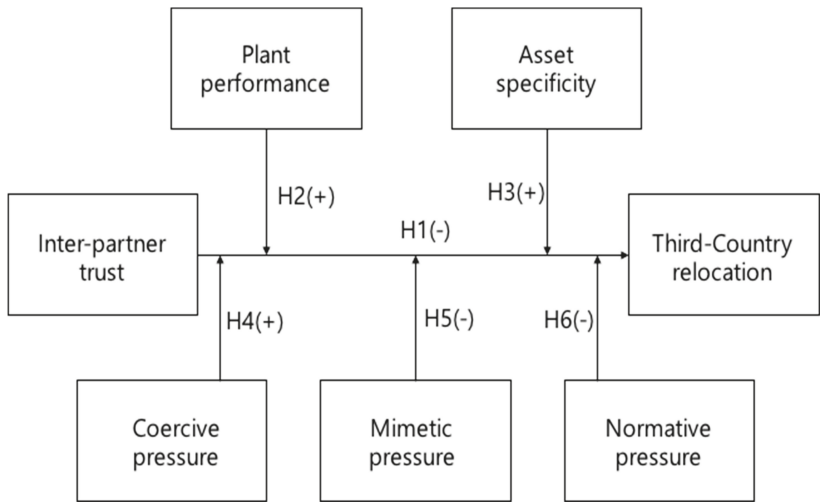 Plant
performance
Asset
specificity
H2(+)
H3(+)
Inter-partner
trust
H1(-)
Third-Country
relocation
H4(+)
H5(-)
H6(-)
Coercive
pressure
Mimetic
pressure
Normative
pressure